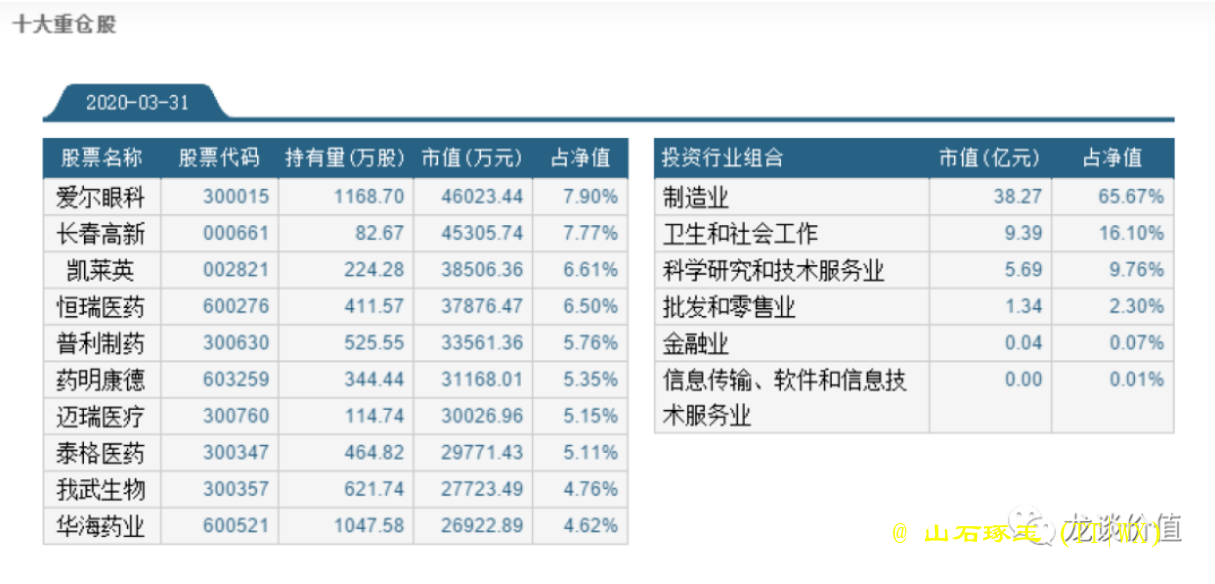 十大重仓股
2020-03-31
股票名称 股票代码 持有量(万股) 市值(万元) 占净值
爱尔眼科 300015 1168.70 46023.44 7.90%
长春高新 000661 82.67 45305.74 7.77%
凯莱英 002821 224.28 38506.36 6.61%
恒瑞医药 600276 411.57 37876.47 6.50%
普利制药 300630 525.55 33561.36 5.76%
药明康德 603259 344.44 31168.01 5.35%
迈瑞医疗 300760 114.74 30026.96 5.15%
泰格医药 300347 464.82 29771.43 5.11%
我武生物 300357 621.74 27723.49 4.76%
华海药业 600521 1047.58 26922.89 4.62%
投资行业组合 市值(亿元) 占净值
制造业 38.27 65.67%
卫生和社会工作 9.39 16.10%
科学研究和技术服务业 5.69 9.76%
批发和零售业 1.34 2.30%
金融业 0.04 0.07%
信息传输、软件和信息技
术服务业 0.00 0.01%
龙谈价值
@ 山石琢玉